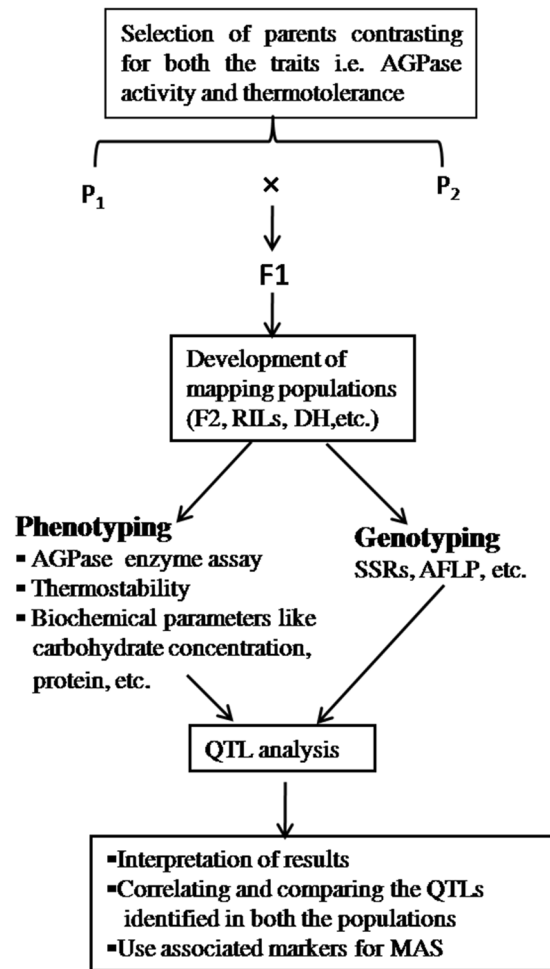 Selection of parents contrasting
for both the traits i.e. AGPase
activity and thermotolerance
P₁ × P₂
F1
Development of
mapping populations
(F2, RILs, DH,etc.)
Phenotyping
▪ AGPase enzyme assay
▪ Thermostability
▪ Biochemical parameters like
carbohydrate concentration,
protein, etc.
Genotyping
SSRs, AFLP, etc.
QTL analysis
▪Interpretation of results
▪Correlating and comparing the QTLs
identified in both the populations
▪Use associated markers for MAS